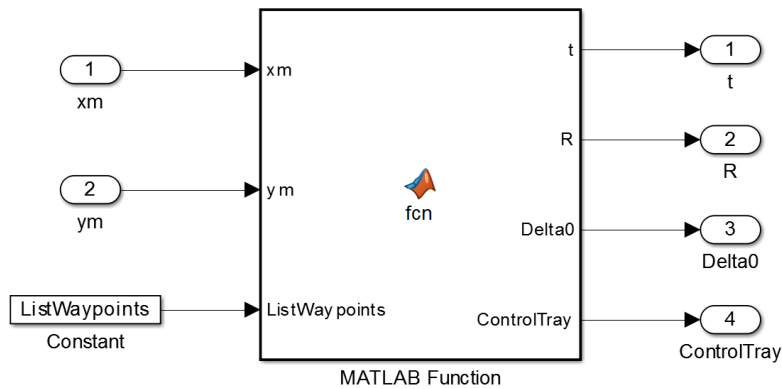 1
xm
2
ym
ListWaypoints
Constant
xm
ym
ListWaypoints
fcn
t
R
Delta0
ControlTray
MATLAB Function
1
t
2
R
3
Delta0
4
ControlTray